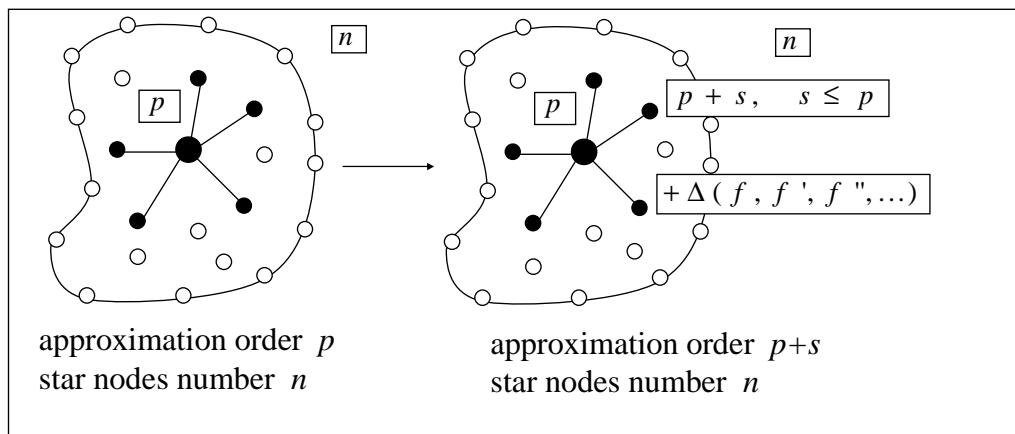 n
p
approximation order p
star nodes number n
n
p
p + s, s ≤ p
+ Δ ( f , f ', f ", ...)
approximation order p+s
star nodes number n